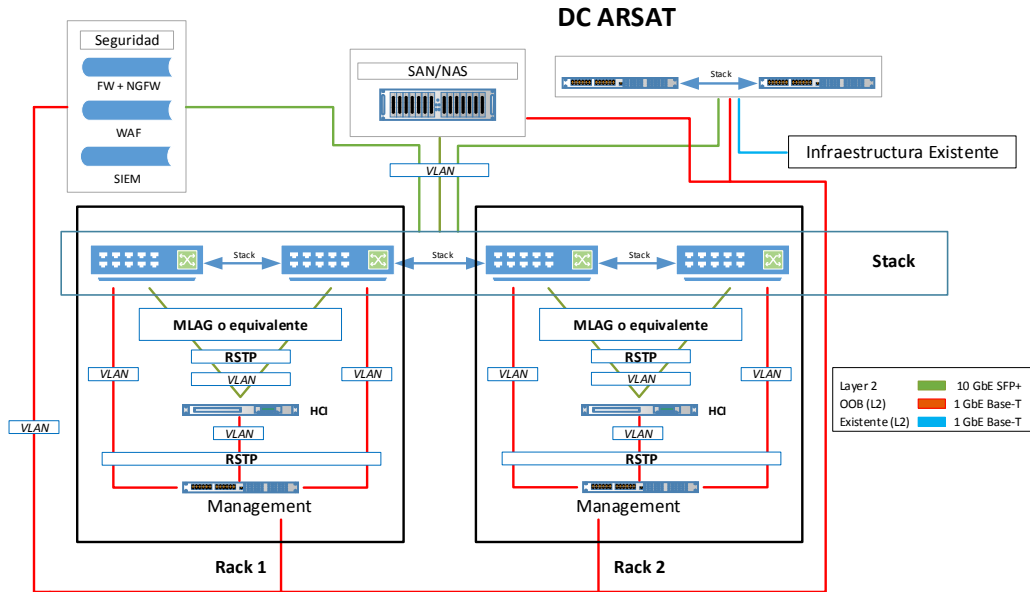 DC ARSAT
Seguridad
FW + NGFW
WAF
SIEM
SAN/NAS
Stack
Infraestructura Existente
VLAN
Stack
Stack
Stack
Stack
MLAG o equivalente
MLAG o equivalente
RSTP
RSTP
VLAN
VLAN
VLAN
VLAN
VLAN
VLAN
HCI
HCI
VLAN
VLAN
VLAN
RSTP
RSTP
Management
Management
Rack 1
Rack 2
Layer 2 10 GbE SFP+
OOB (L2) 1 GbE Base-T
Existente (L2) 1 GbE Base-T